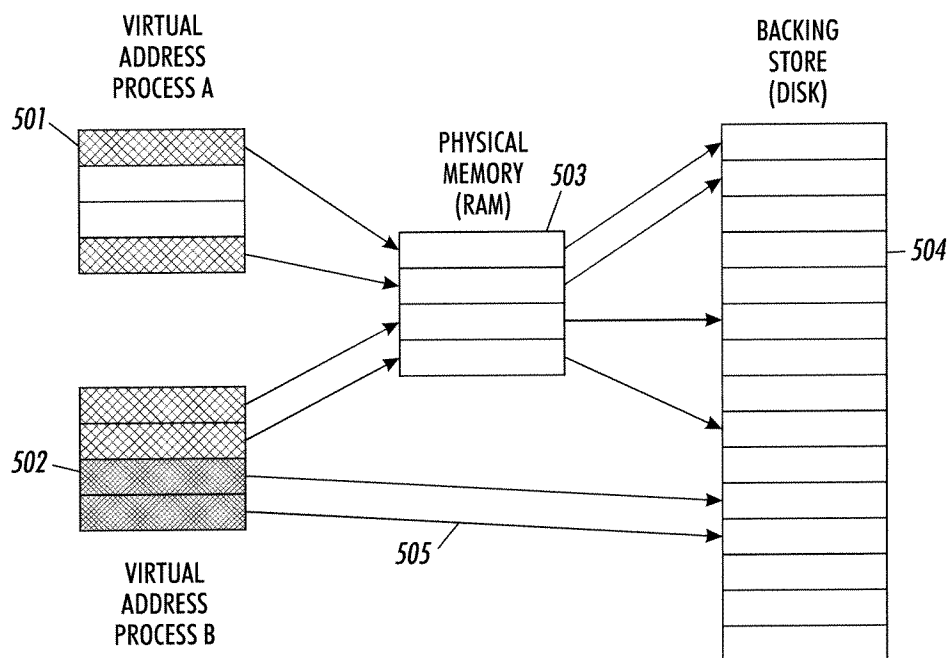 VIRTUAL
ADDRESS
PROCESS A
501
BACKING
STORE
(DISK)
PHYSICAL
MEMORY
(RAM)
503
504
502
505
VIRTUAL
ADDRESS
PROCESS B